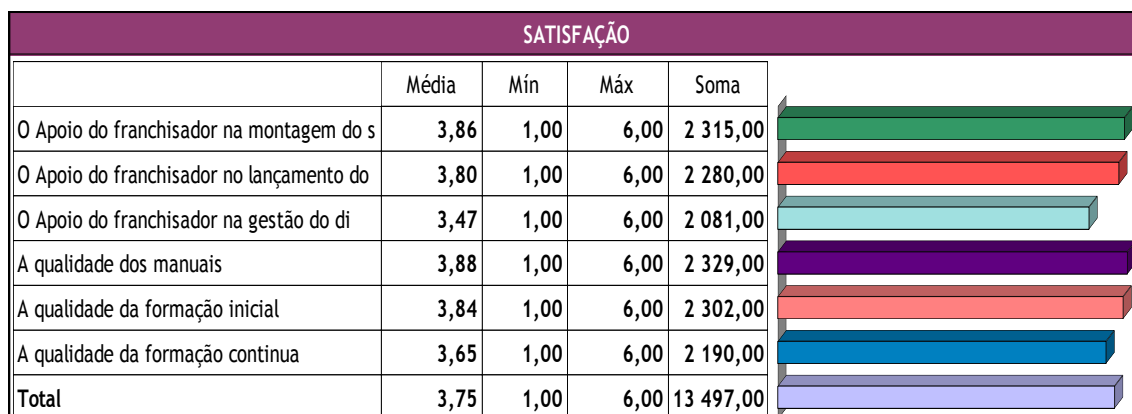 SATISFAÇÃO
Média Mín Máx Soma
O Apoio do franchisador na montagem do s 3,86 1,00 6,00 2 315,00
O Apoio do franchisador no lançamento do 3,80 1,00 6,00 2 280,00
O Apoio do franchisador na gestão do di 3,47 1,00 6,00 2 081,00
A qualidade dos manuais 3,88 1,00 6,00 2 329,00
A qualidade da formação inicial 3,84 1,00 6,00 2 302,00
A qualidade da formação continua 3,65 1,00 6,00 2 190,00
Total 3,75 1,00 6,00 13 497,00